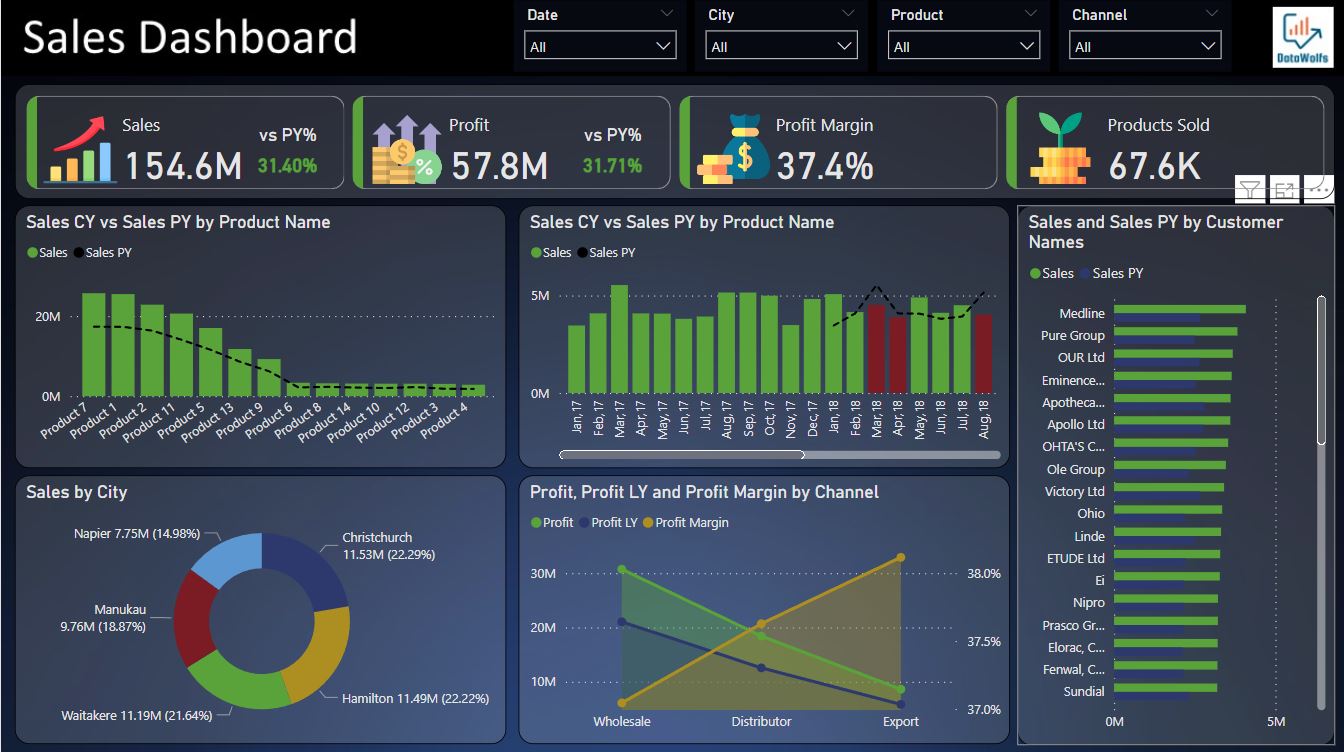 Sales Dashboard
Date
All
City
All
Product
All
Channel
All
DataWolfs
Sales
154.6M
vs PY%
31.40%
Profit
57.8M
vs PY%
31.71%
Profit Margin
37.4%
Products Sold
67.6K
Sales CY vs Sales PY by Product Name
Sales Sales PY
20M
0M
Product 7
Product 1
Product 2
Product 11
Product 5
Product 13
Product 9
Product 6
Product 8
Product 14
Product 10
Product 12
Product 3
Product 4
Sales CY vs Sales PY by Product Name
Sales Sales PY
5M
0M
Jan,17
Feb,17
Mar,17
Apr,17
May,17
Jun,17
Jul,17
Aug,17
Sep,17
Oct,17
Nov,17
Dec,17
Jan,18
Feb,18
Mar,18
Apr,18
May,18
Jun,18
Jul,18
Aug,18
Sales and Sales PY by Customer
Names
Sales Sales PY
Medline
Pure Group
OUR Ltd
Eminence...
Apotheca...
Apollo Ltd
OHTA'S C...
Ole Group
Victory Ltd
Ohio
Linde
ETUDE Ltd
Ei
Nipro
Prasco Gr...
Elorac, C...
Fenwal, C...
Sundial
0M
5M
Sales by City
Napier 7.75M (14.98%)
Christchurch
11.53M (22.29%)
Manukau
9.76M (18.87%)
Hamilton 11.49M (22.22%)
Waitakere 11.19M (21.64%)
Profit, Profit LY and Profit Margin by Channel
Profit Profit LY Profit Margin
30M
20M
10M
38.0%
37.5%
37.0%
Wholesale
Distributor
Export